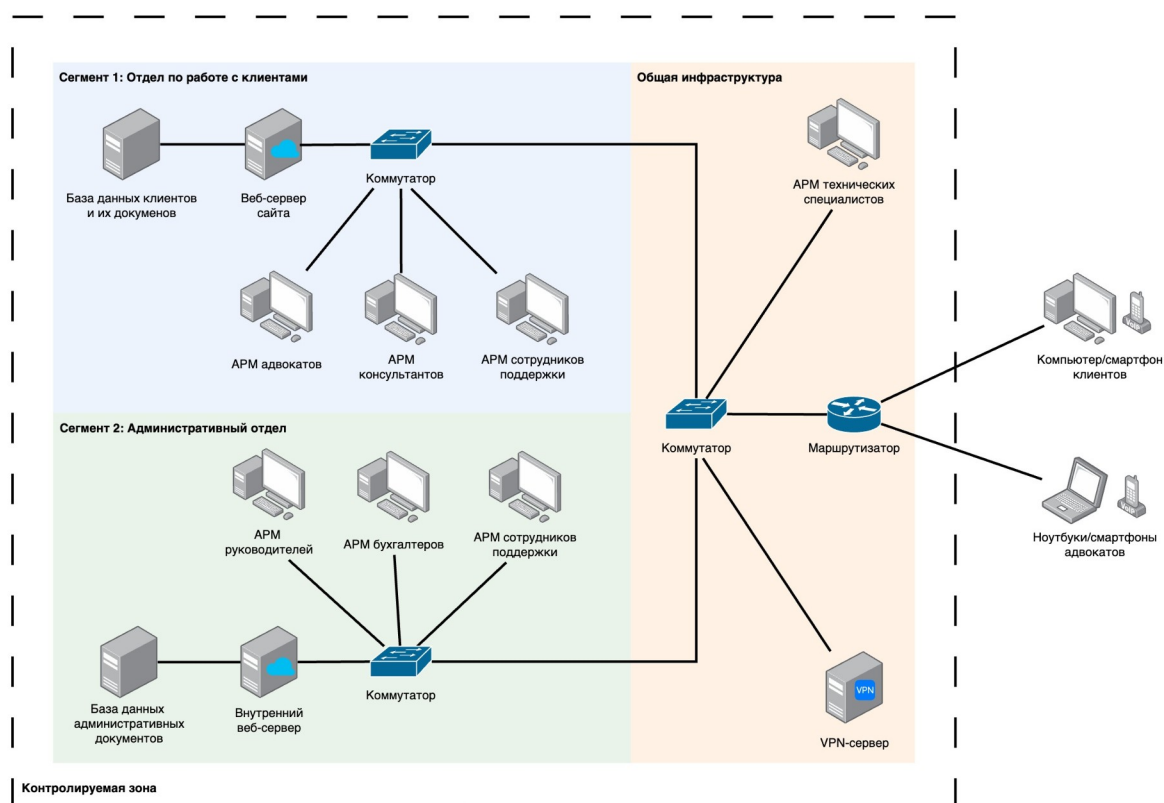 Сегмент 1: Отдел по работе с клиентами
Общая инфраструктура
База данных клиентов
и их докуменов
Веб-сервер
сайта
Коммутатор
АРМ технических
специалистов
АРМ адвокатов
АРМ
консультантов
АРМ сотрудников
поддержки
Компьютер/смартфон
клиентов
Сегмент 2: Административный отдел
Коммутатор
Маршрутизатор
АРМ
руководителей
АРМ бухгалтеров
АРМ сотрудников
поддержки
Ноутбуки/смартфоны
адвокатов
База данных
административных
документов
Внутренний
веб-сервер
Коммутатор
VPN
VPN-сервер
Контролируемая зона
VoIP
VoIP